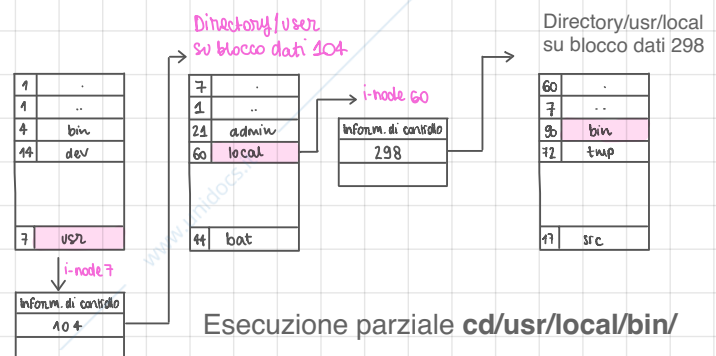 Directory/user
su blocco dati 104
Directory/usr/local
su blocco dati 298
1 .
1 ..
4 bin
14 dev
7 usr
i-node 7
Inform. di controllo
104
7 .
1 ..
21 admin
60 local
44 bat
i-node 60
Inform. di controllo
298
60 .
7 ..
90 bin
72 tmp
17 src
Esecuzione parziale cd/usr/local/bin/